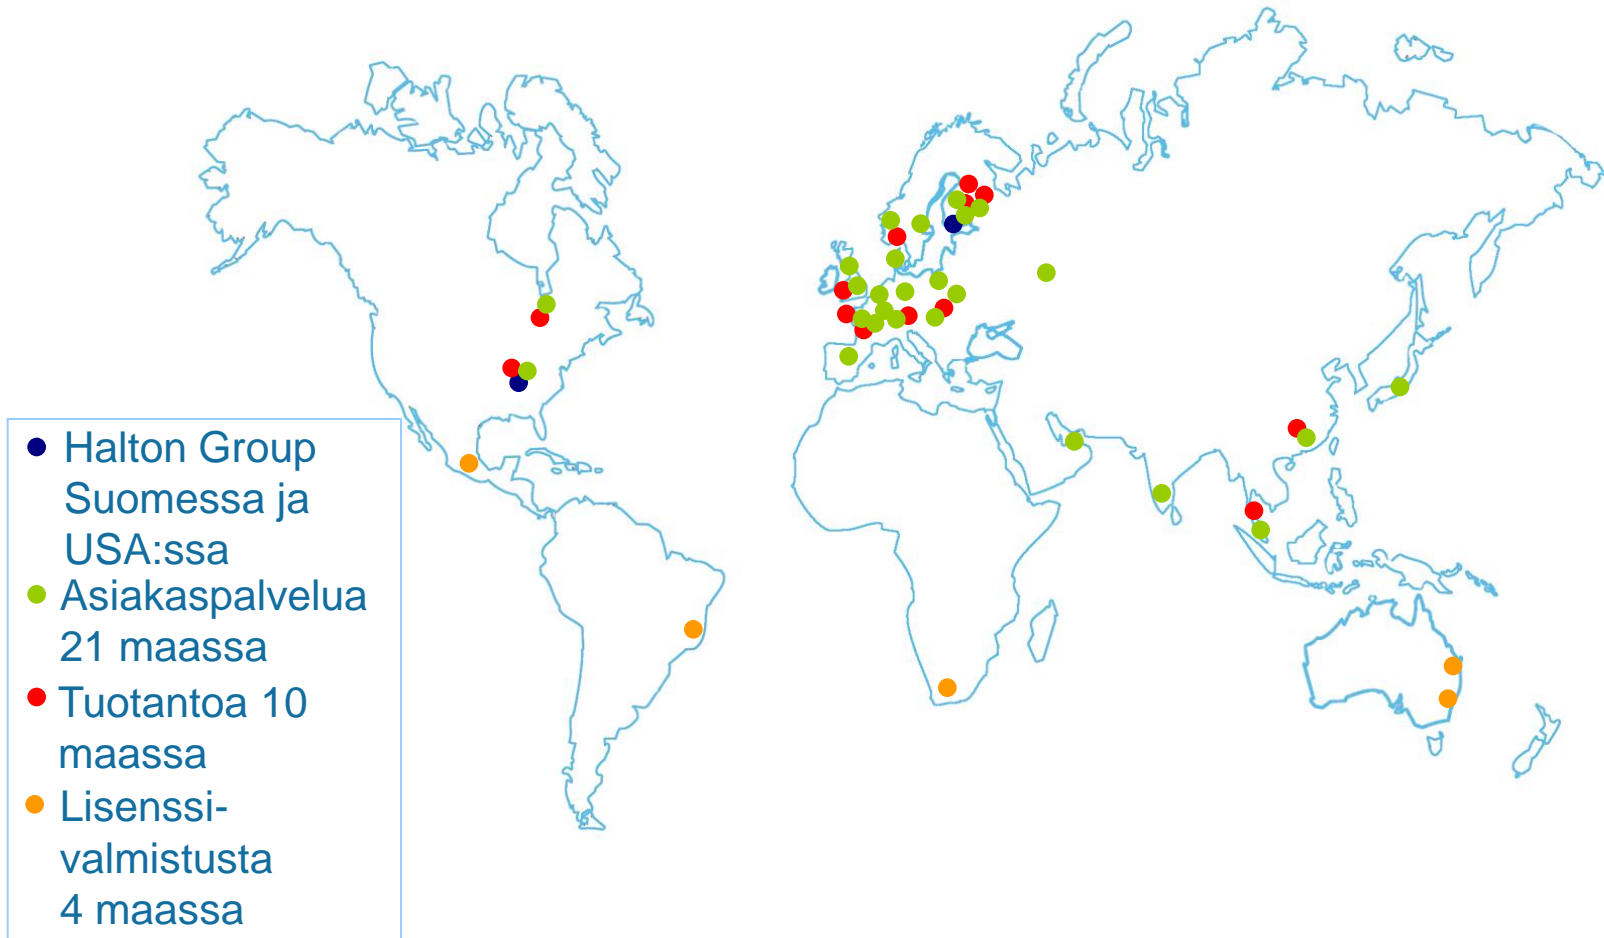 Halton Group
Suomessa ja
USA:ssa
Asiakaspalvelua
21 maassa
Tuotantoa 10
maassa
Lisenssi-
valmistusta
4 maassa